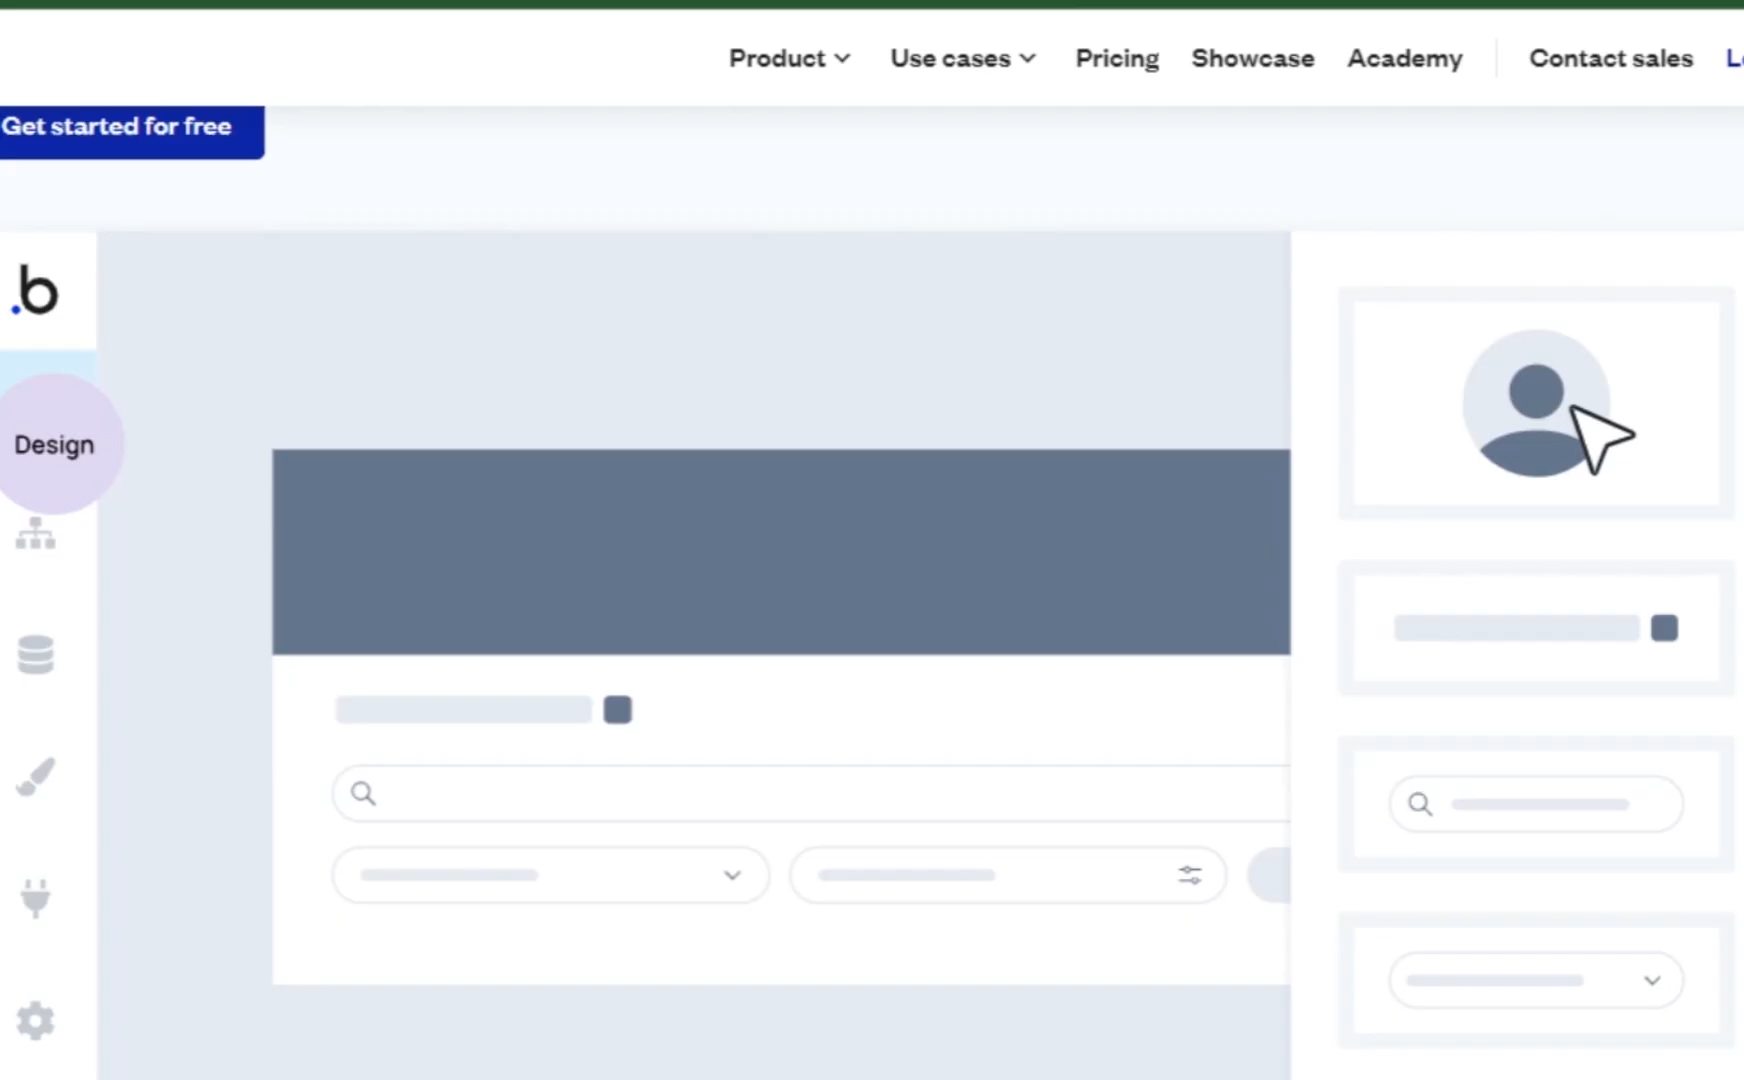 Product Use cases Pricing Showcase Academy Contact sales
Get started for free
.b
Design